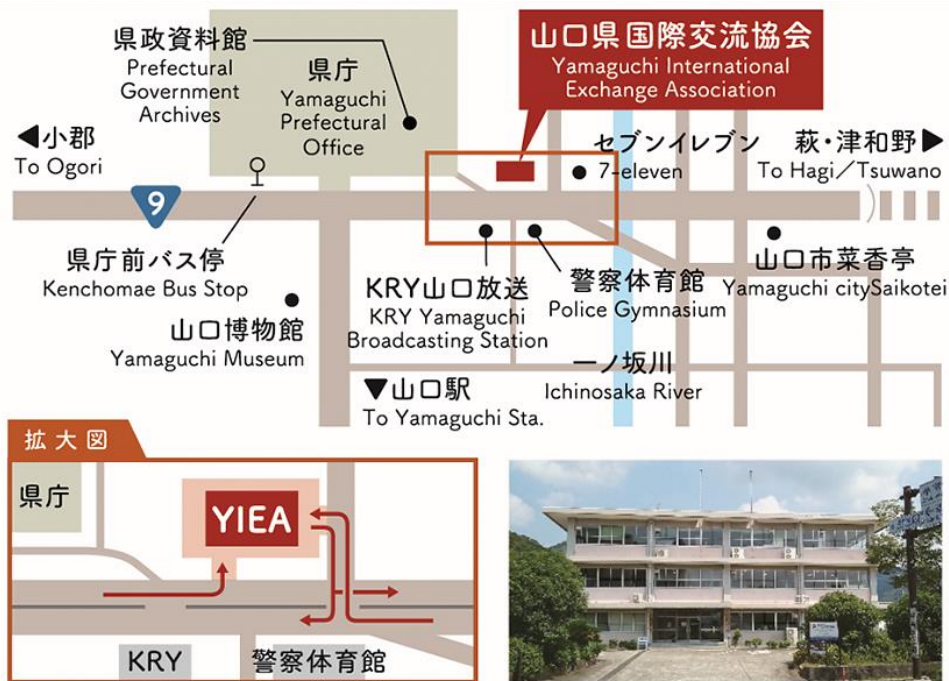 県政資料館
Prefectural
Government
Archives
県庁
Yamaguchi
Prefectural
Office
山口県国際交流協会
Yamaguchi International
Exchange Association
◀小郡
To Ogori
セブンイレブン
7-eleven
萩・津和野▶
To Hagi/Tsuwano
9
県庁前バス停
Kenchomae Bus Stop
山口博物館
Yamaguchi Museum
KRY山口放送
KRY Yamaguchi
Broadcasting Station
警察体育館
Police Gymnasium
山口市菜香亭
Yamaguchi citySaikotei
一ノ坂川
Ichinosaka River
▼山口駅
To Yamaguchi Sta.
拡大図
県庁
YIEA
KRY
警察体育館